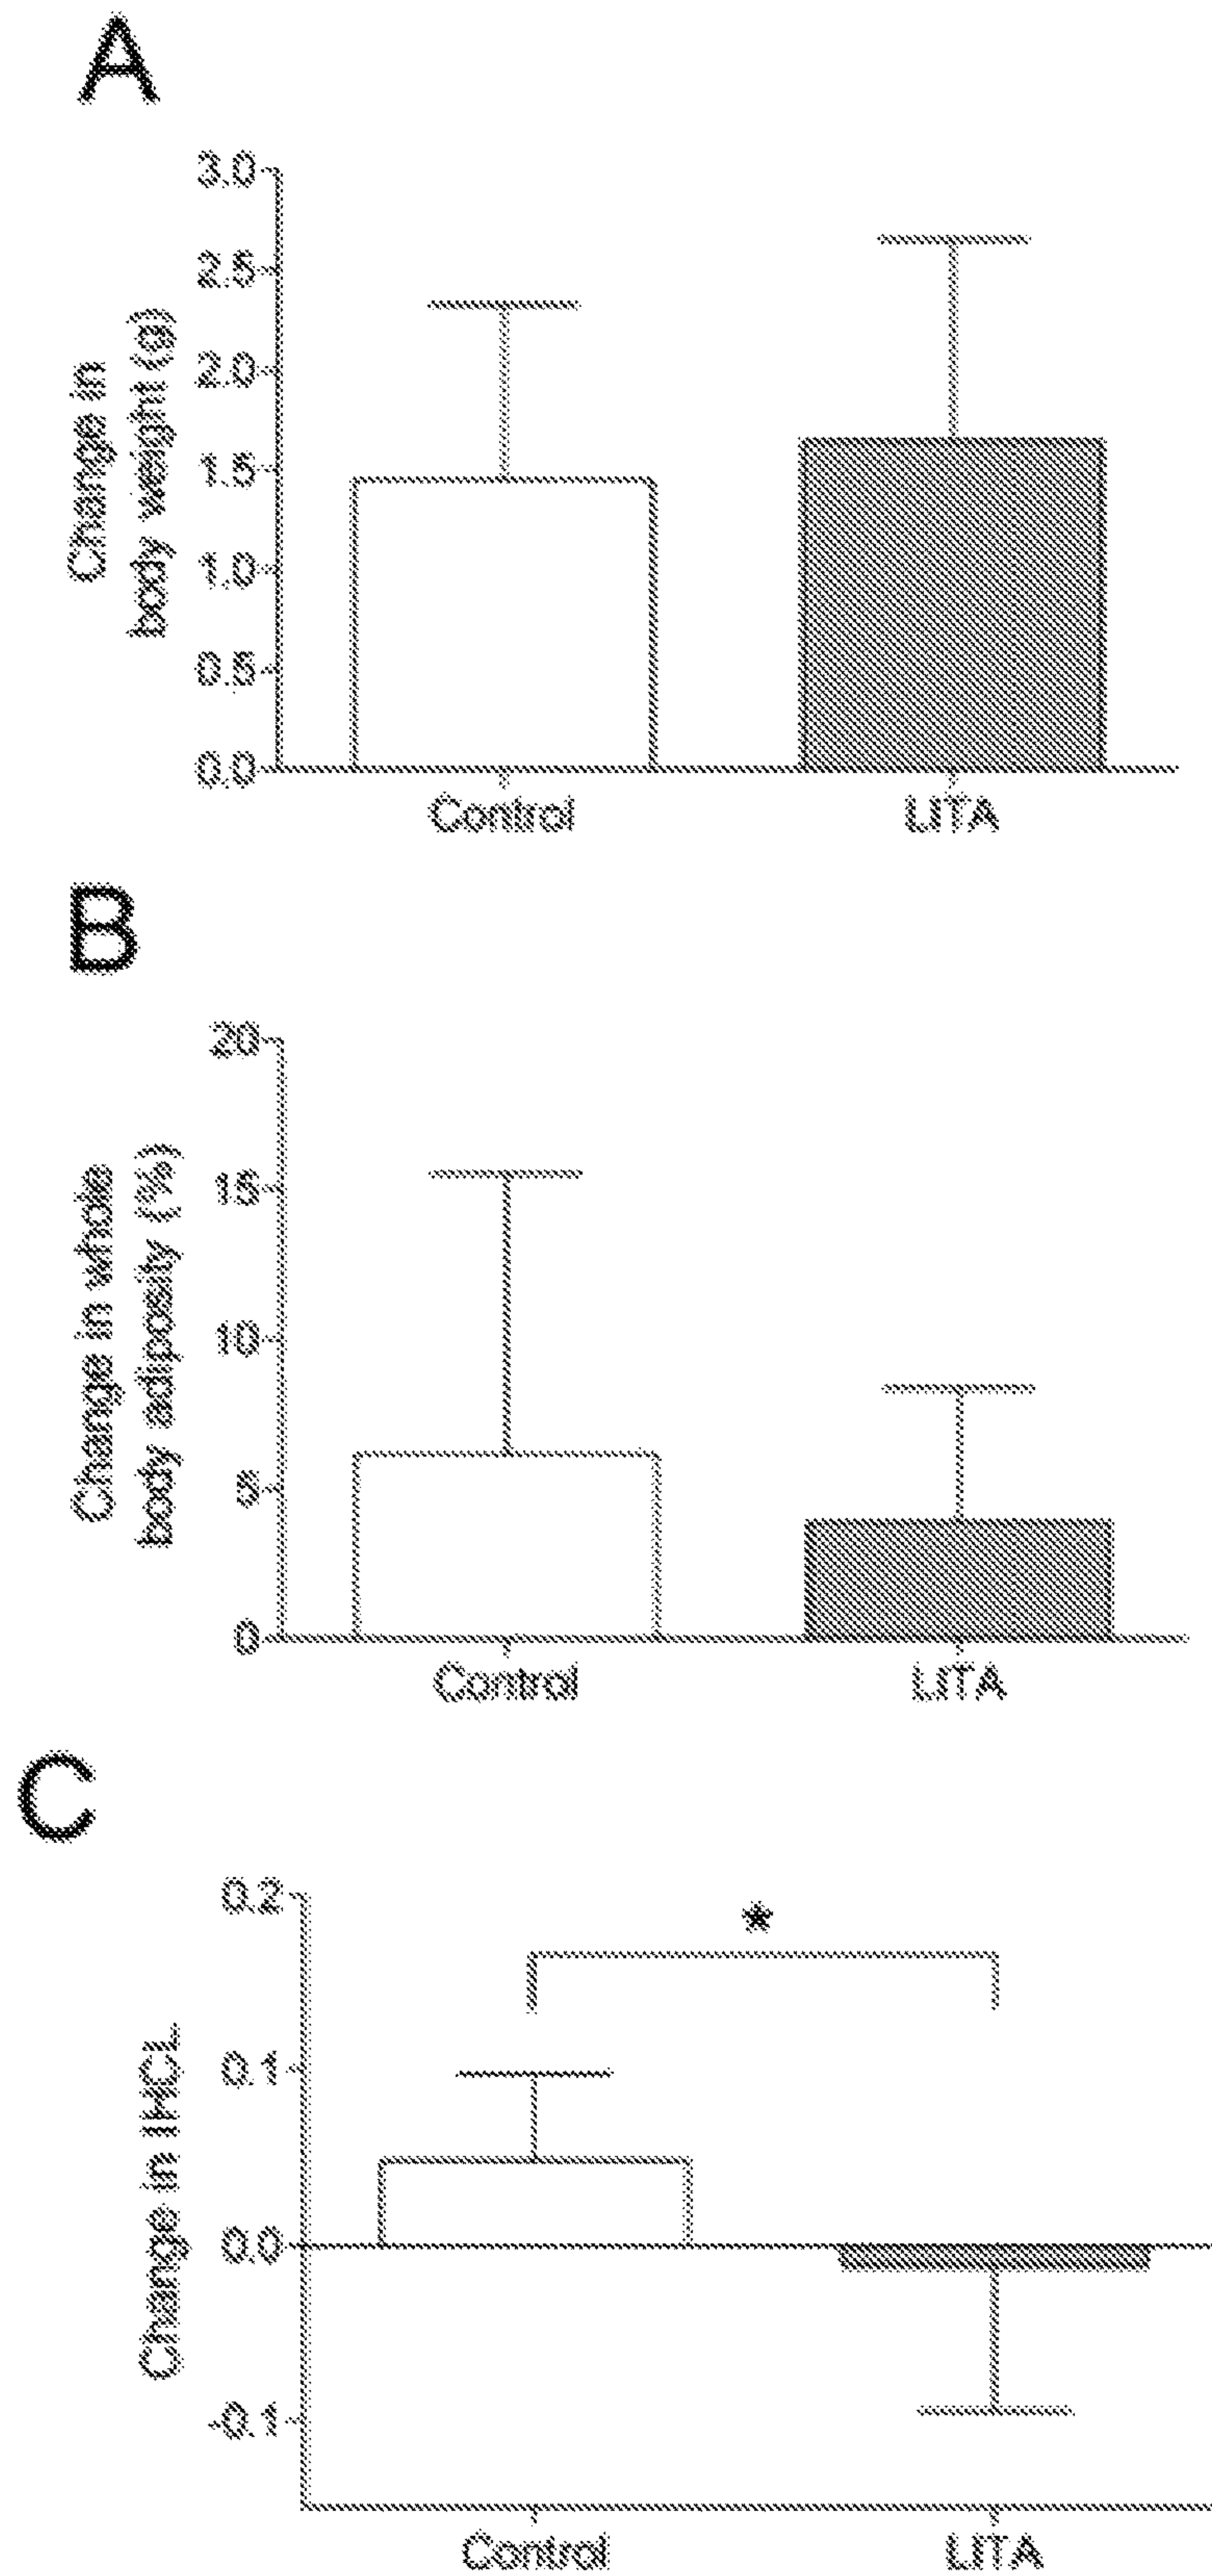 A
3.0
2.5
2.0
1.5
1.0
0.5
0.0
Change in
body weight (g)
Control
LITA
B
20
15
10
5
0
Change in whole
body adiposity (%)
Control
LITA
C
0.2
0.1
0.0
-0.1
Change in IHCL
*
Control
LITA